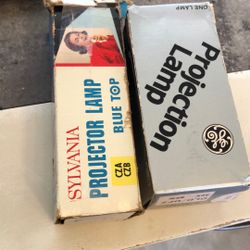 SYLVANIA
PROJECTOR LAMP
BLUE TOP
CZA
CZB
ONE LAMP
Projection
Lamp
GE